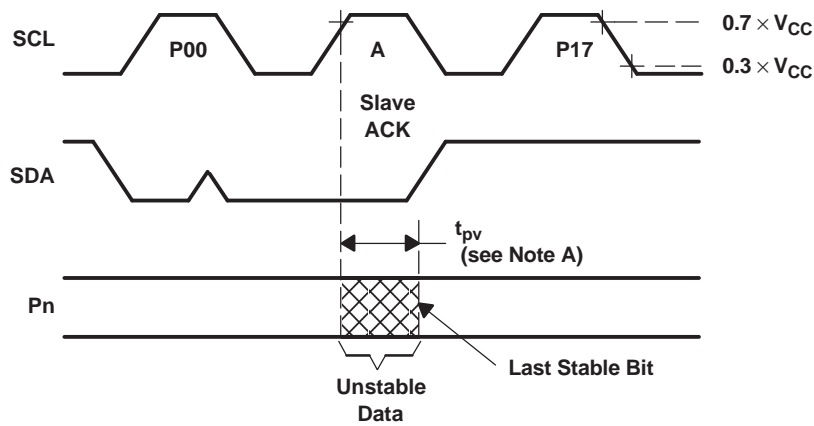 SCL
P00
A
P17
0.7 × VCC
0.3 × VCC
Slave
ACK
SDA
tpv
(see Note A)
Pn
Last Stable Bit
Unstable
Data